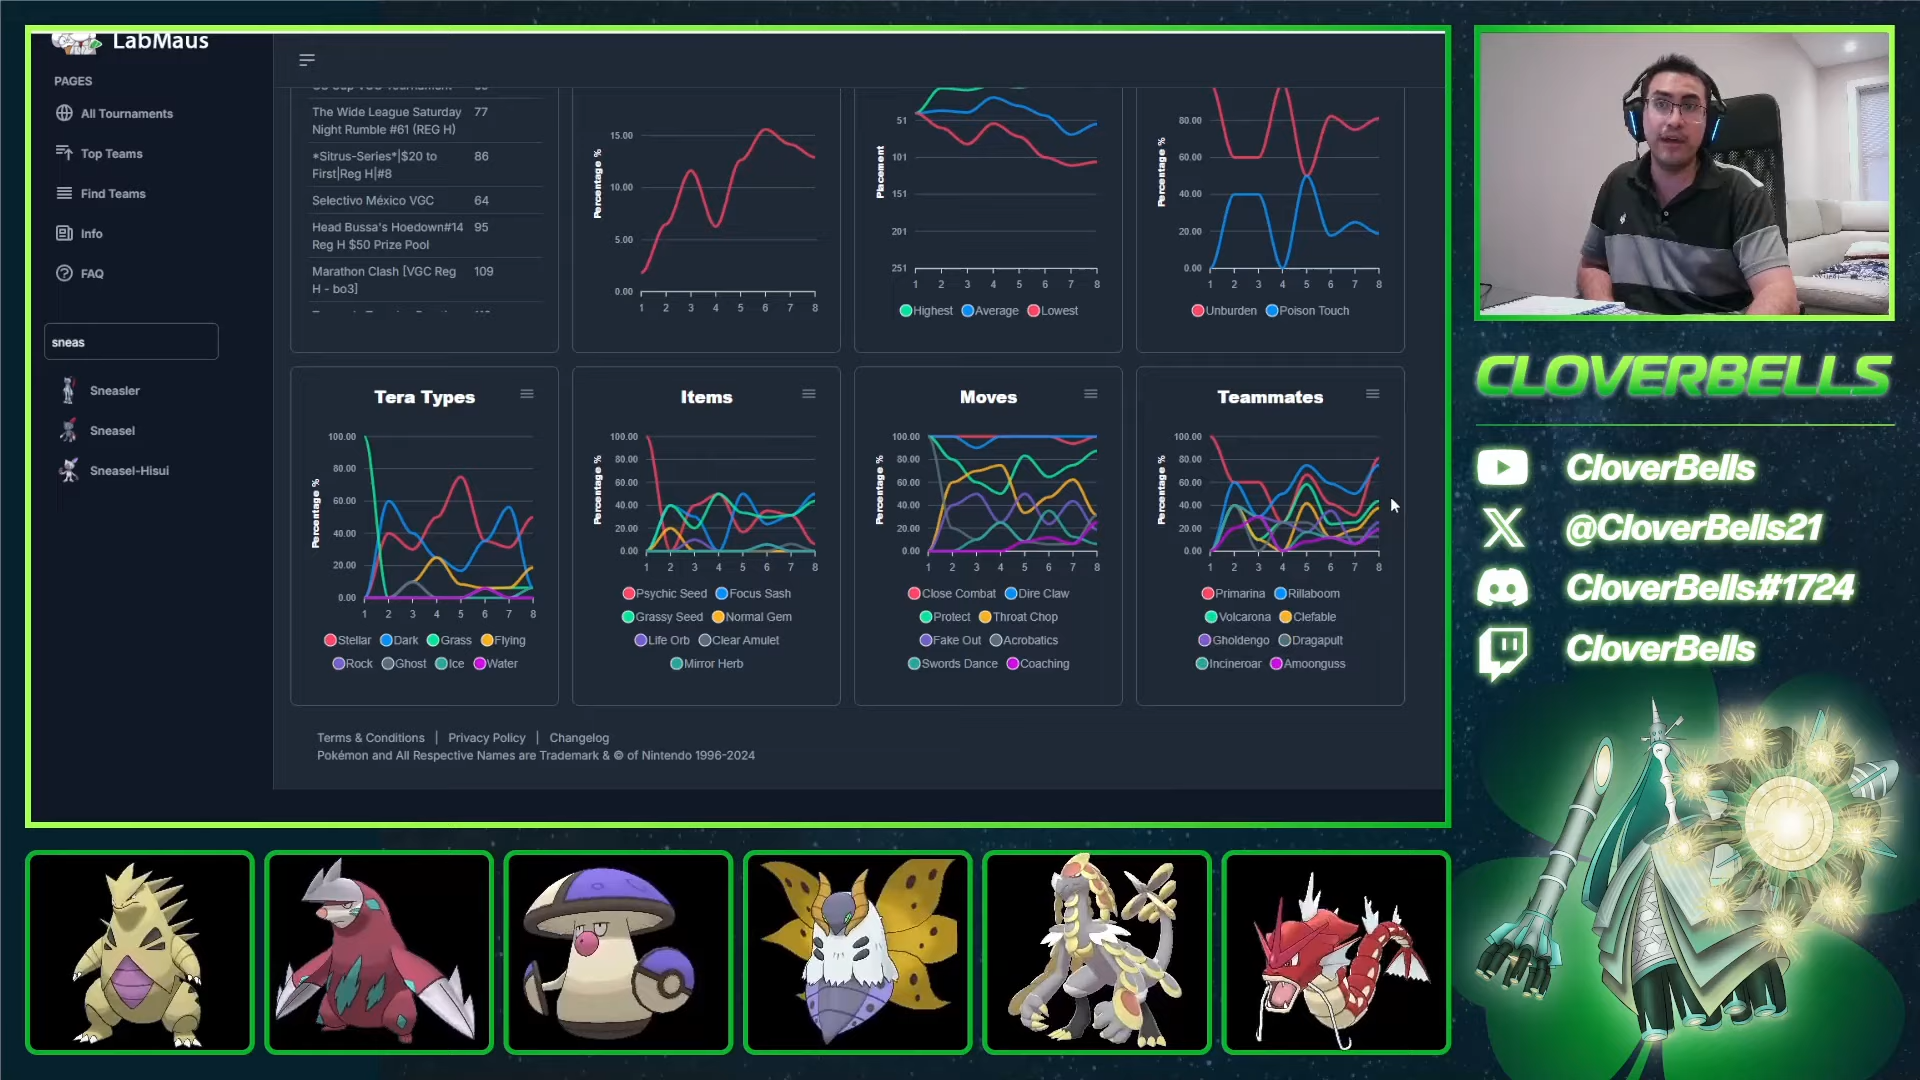 LabMaus
PAGES
All Tournaments
Top Teams
Find Teams
Info
FAQ
sneas
Sneasler
Sneasel
Sneasel-Hisui
The Wide League Saturday 77
Night Rumble #61 (REG H)
*Sitrus-Series*|$20 to 86
First|Reg H|#8
Selectivo México VGC 64
Head Bussa's Hoedown#14 95
Reg H $50 Prize Pool
Marathon Clash [VGC Reg 109
H - bo3]
Percentage %
15.00
10.00
5.00
0.00
1 2 3 4 5 6 7 8
Placement
51
101
151
201
251
1 2 3 4 5 6 7 8
Highest Average Lowest
Percentage %
80.00
60.00
40.00
20.00
0.00
1 2 3 4 5 6 7 8
Unburden Poison Touch
Tera Types
Percentage %
100.00
80.00
60.00
40.00
20.00
0.00
1 2 3 4 5 6 7 8
Stellar Dark Grass Flying
Rock Ghost Ice Water
Items
Percentage %
100.00
80.00
60.00
40.00
20.00
0.00
1 2 3 4 5 6 7 8
Psychic Seed Focus Sash
Grassy Seed Normal Gem
Life Orb Clear Amulet
Mirror Herb
Moves
Percentage %
100.00
80.00
60.00
40.00
20.00
0.00
1 2 3 4 5 6 7 8
Close Combat Dire Claw
Protect Throat Chop
Fake Out Acrobatics
Swords Dance Coaching
Teammates
Percentage %
100.00
80.00
60.00
40.00
20.00
0.00
1 2 3 4 5 6 7 8
Primarina Rillaboom
Volcarona Clefable
Gholdengo Dragapult
Incineroar Amoonguss
Terms & Conditions | Privacy Policy | Changelog
Pokémon and All Respective Names are Trademark & © of Nintendo 1996-2024
CLOVERBELLS
CloverBells
@CloverBells21
CloverBells#1724
CloverBells